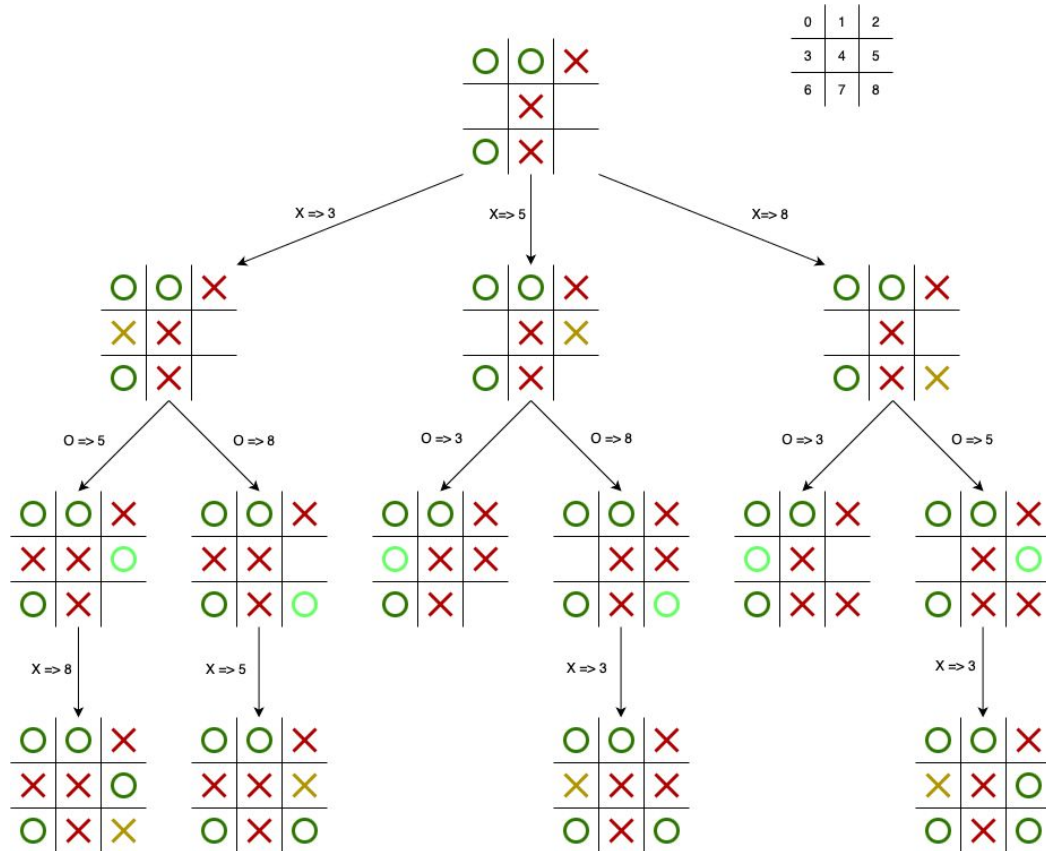 0 1 2
3 4 5
6 7 8
X => 3
X=> 5
X=> 8
O => 5
O => 8
O => 3
O => 8
O => 3
O => 5
X => 8
X => 5
X => 3
X => 3